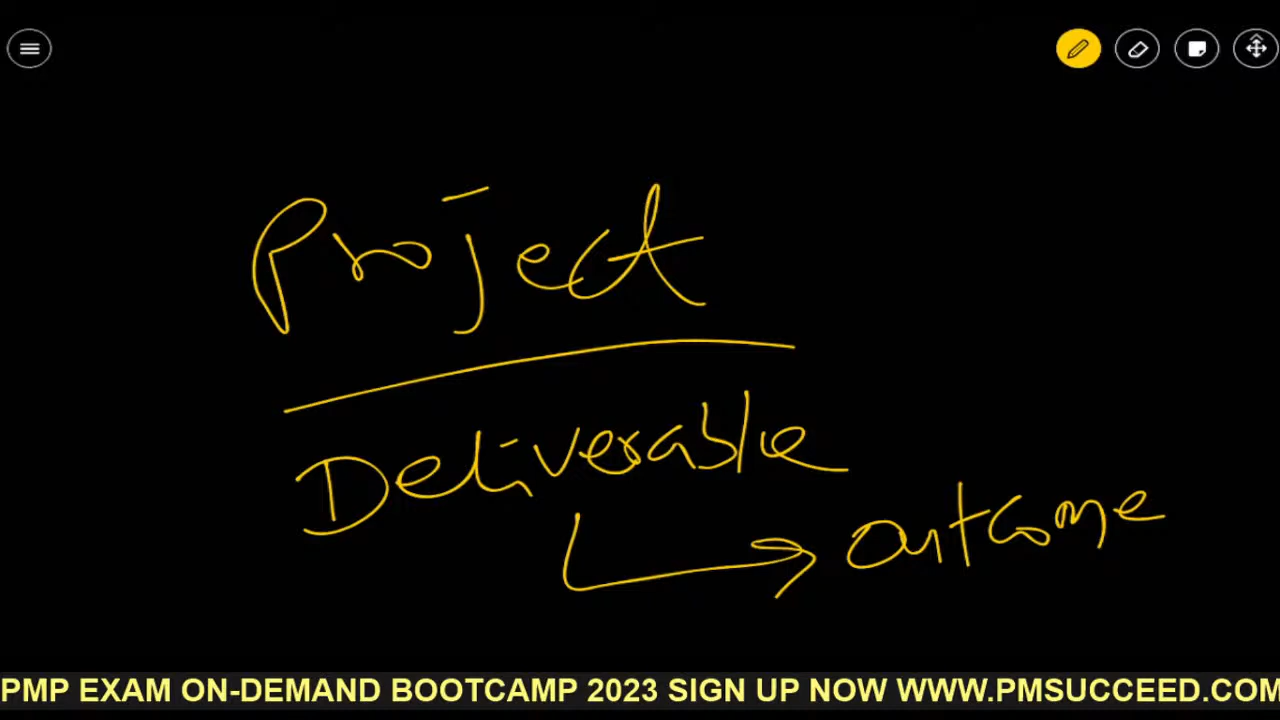 Project
Deliverable
outcome
PMP EXAM ON-DEMAND BOOTCAMP 2023 SIGN UP NOW WWW.PMSUCCEED.COM